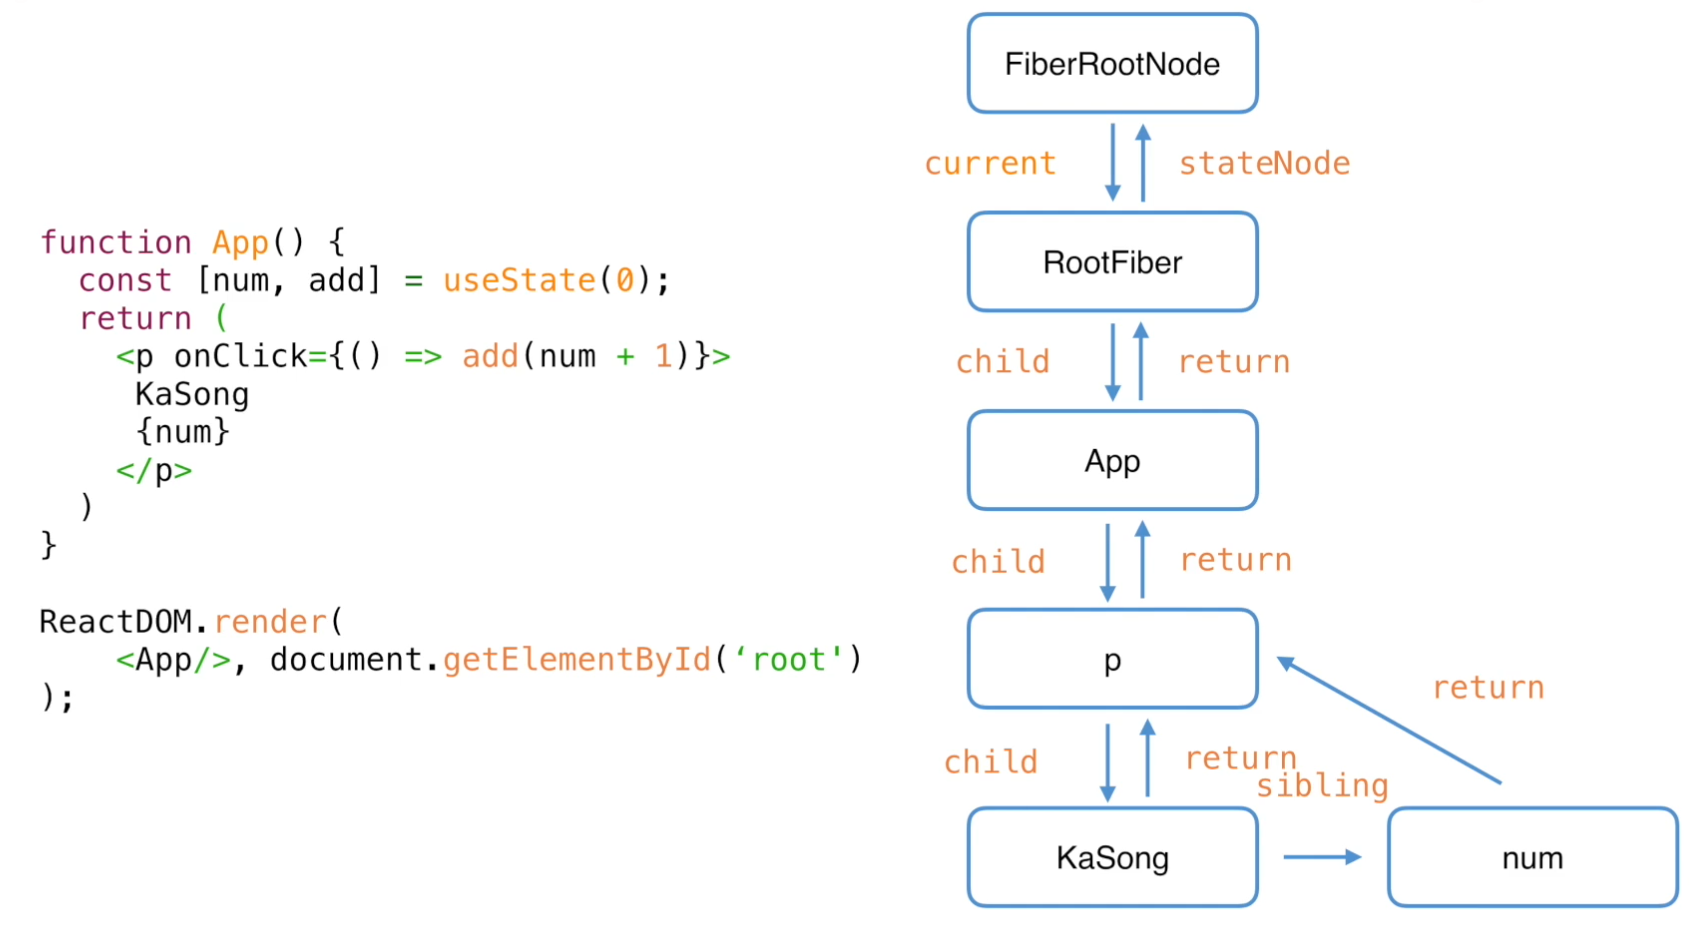 function App() {
const [num, add] = useState(0);
return (
<p onClick={() => add(num + 1)}>
KaSong
{num}
</p>
)
}
ReactDOM.render(
<App/>, document.getElementById(‘root')
);
FiberRootNode
current
stateNode
RootFiber
child
return
App
child
return
p
return
child
return
sibling
KaSong
num